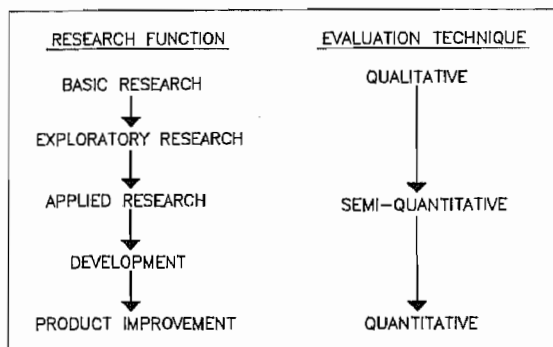 RESEARCH FUNCTION
EVALUATION TECHNIQUE
BASIC RESEARCH
QUALITATIVE
EXPLORATORY RESEARCH
APPLIED RESEARCH
SEMI-QUANTITATIVE
DEVELOPMENT
PRODUCT IMPROVEMENT
QUANTITATIVE